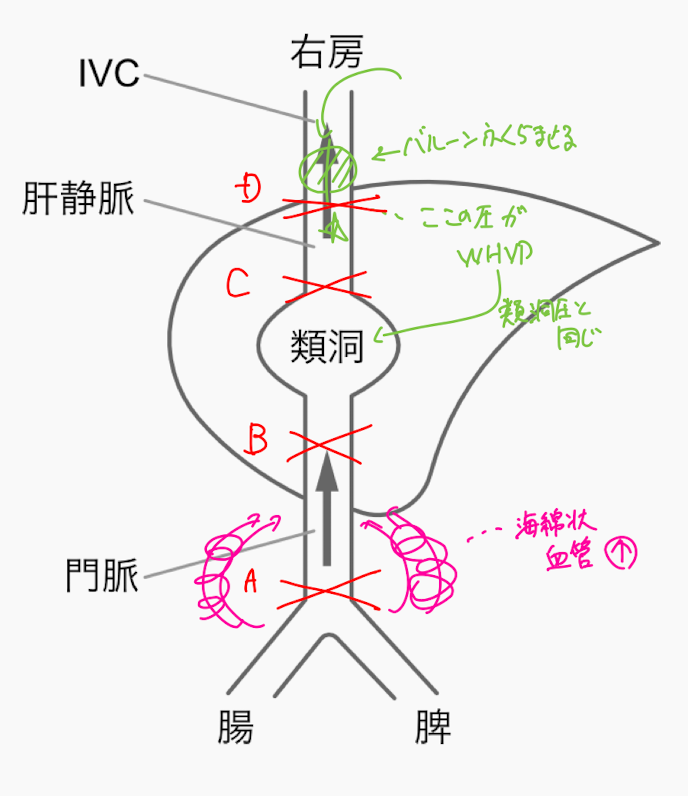 右房
IVC
バルーンふくらませる
D
肝静脈
ここの圧が
WHVP
C
類洞圧と
同じ
類洞
B
海綿状
血管↑
門脈
A
腸
脾